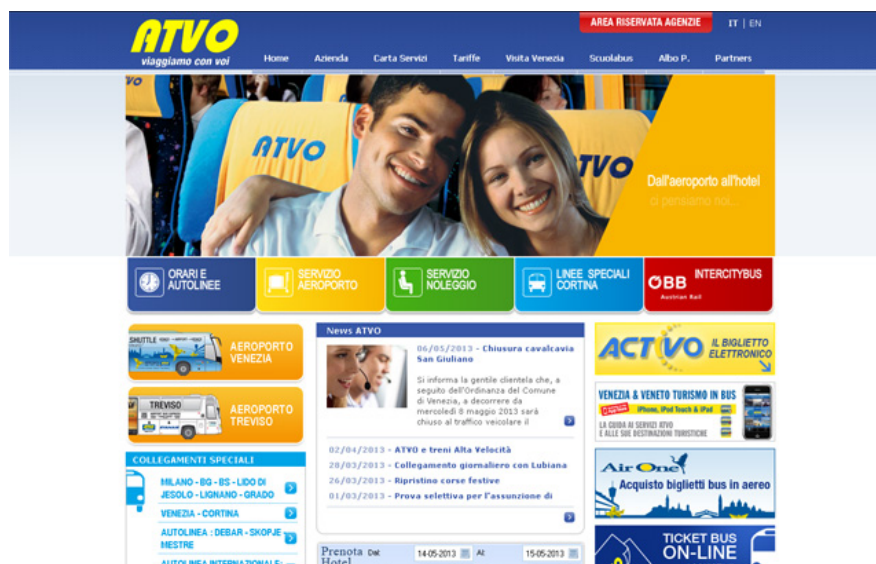 AREA RISERVATA AGENZIE
IT | EN
ATVO
viaggiamo con voi
Home Azienda Carta Servizi Tariffe Visita Venezia Scuolabus Albo P. Partners
VO
ATVO
TVO
Dall'aeroporto all'hotel
ci pensiamo noi...
ORARI E
AUTOLINEE
SERVIZIO
AEROPORTO
SERVIZIO
NOLEGGIO
LINEE SPECIALI
CORTINA
ÖBB INTERCITYBUS
Austrian Rail
SHUTTLE
AEROPORTO
VENEZIA
TREVISO
AEROPORTO
TREVISO
COLLEGAMENTI SPECIALI
MILANO - BG - BS - LIDO DI
JESOLO - LIGNANO - GRADO
VENEZIA - CORTINA
AUTOLINEA : DEBAR - SKOPJE -
MESTRE
AUTOLINEA INTERNAZIONALE:
News ATVO
06/05/2013 - Chiusura cavalcavia
San Giuliano
Si informa la gentile clientela che, a
seguito dell'Ordinanza del Comune
di Venezia, a decorrere da
mercoledì 8 maggio 2013 sarà
chiuso al traffico veicolare il
02/04/2013 - ATVO e treni Alta Velocità
28/03/2013 - Collegamento giornaliero con Lubiana
26/03/2013 - Ripristino corse festive
01/03/2013 - Prova selettiva per l'assunzione di
Prenota Hotel
Dal: 14-05-2013 Al: 15-05-2013
ACTVO IL BIGLIETTO
ELETTRONICO
VENEZIA & VENETO TURISMO IN BUS
iPhone, iPod Touch & iPad
LA GUIDA AI SERVIZI ATVO
E ALLE SUE DESTINAZIONI TURISTICHE
Air One
Acquisto biglietti bus in aereo
TICKET BUS
ON-LINE